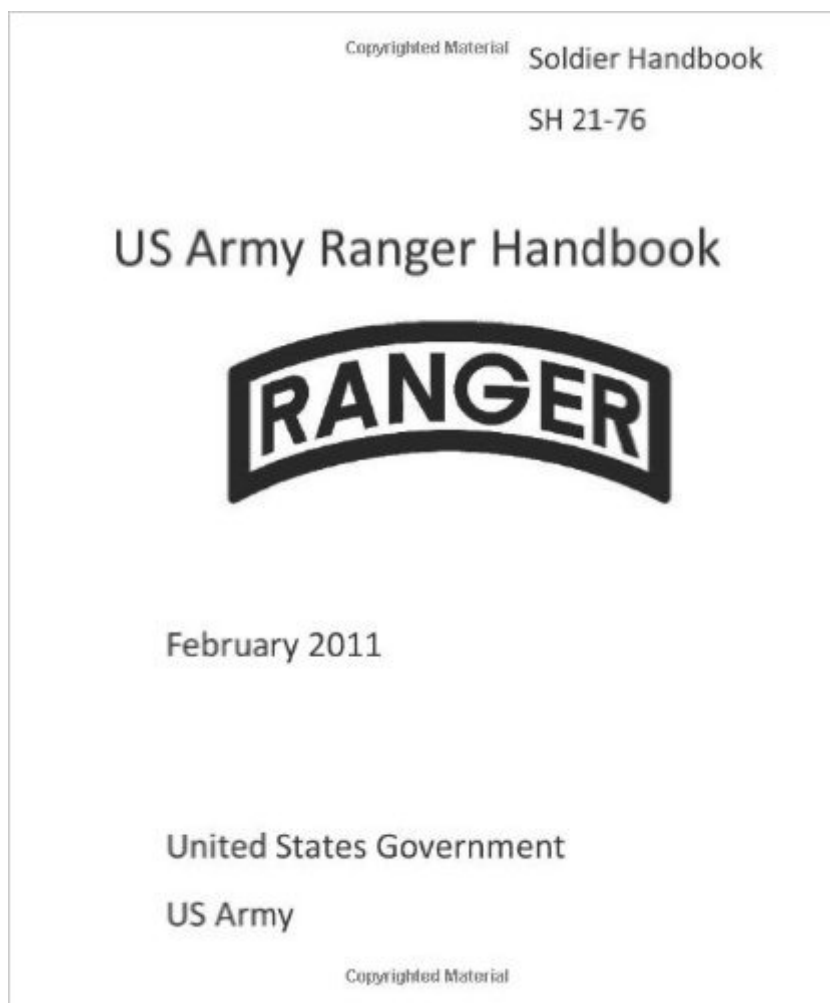 Copyrighted Material
Soldier Handbook
SH 21-76
US Army Ranger Handbook
RANGER
February 2011
United States Government
US Army
Copyrighted Material